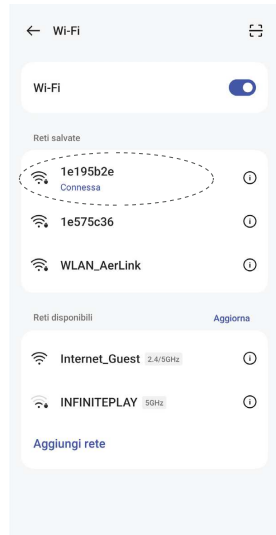 Wi-Fi
Wi-Fi
Reti salvate
1e195b2e
Connessa
1e575c36
WLAN_AerLink
Reti disponibili Aggiorna
Internet_Guest 2.4/5GHz
INFINITEPLAY 5GHz
Aggiungi rete